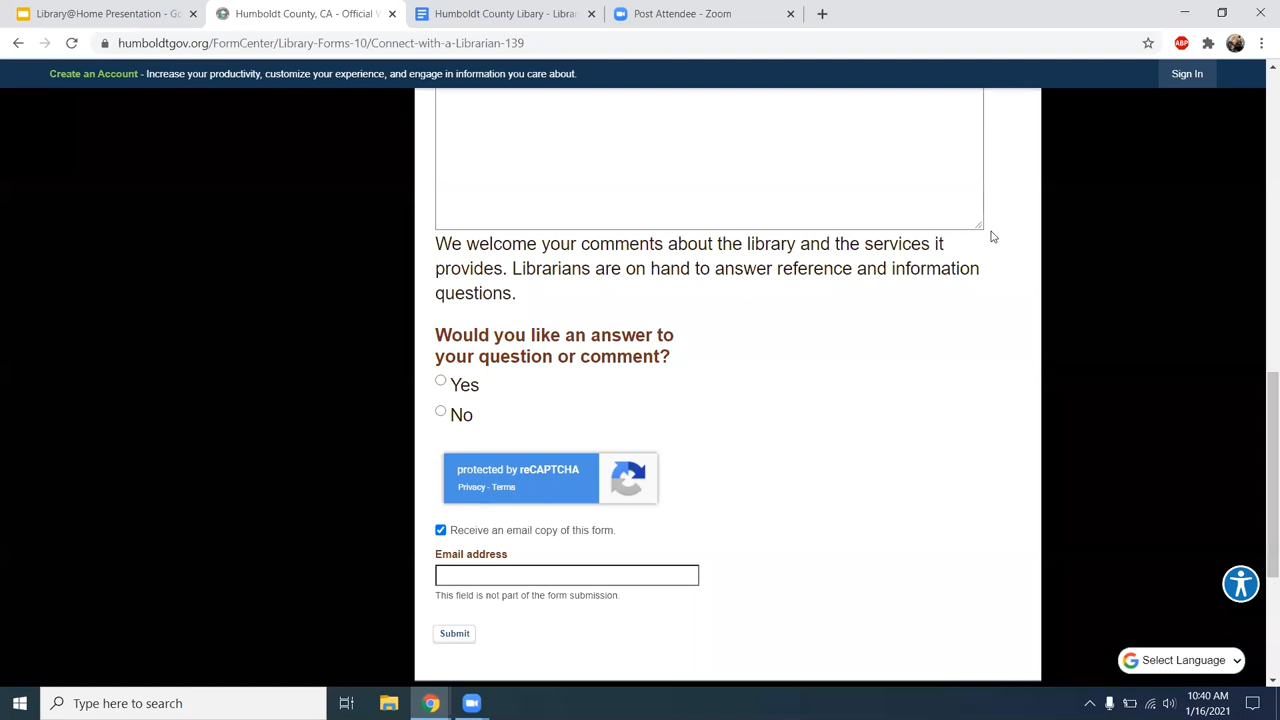 Library@Home Presentation - Go
Humboldt County, CA - Official
Humboldt County Libary - Librar
Post Attendee - Zoom
humboldtgov.org/FormCenter/Library-Forms-10/Connect-with-a-Librarian-139
ABP
Create an Account - Increase your productivity, customize your experience, and engage in information you care about.
Sign In
We welcome your comments about the library and the services it
provides. Librarians are on hand to answer reference and information
questions.
Would you like an answer to
your question or comment?
Yes
No
protected by reCAPTCHA
Privacy - Terms
Receive an email copy of this form.
Email address
This field is not part of the form submission.
Submit
Select Language
Type here to search
10:40 AM
1/16/2021